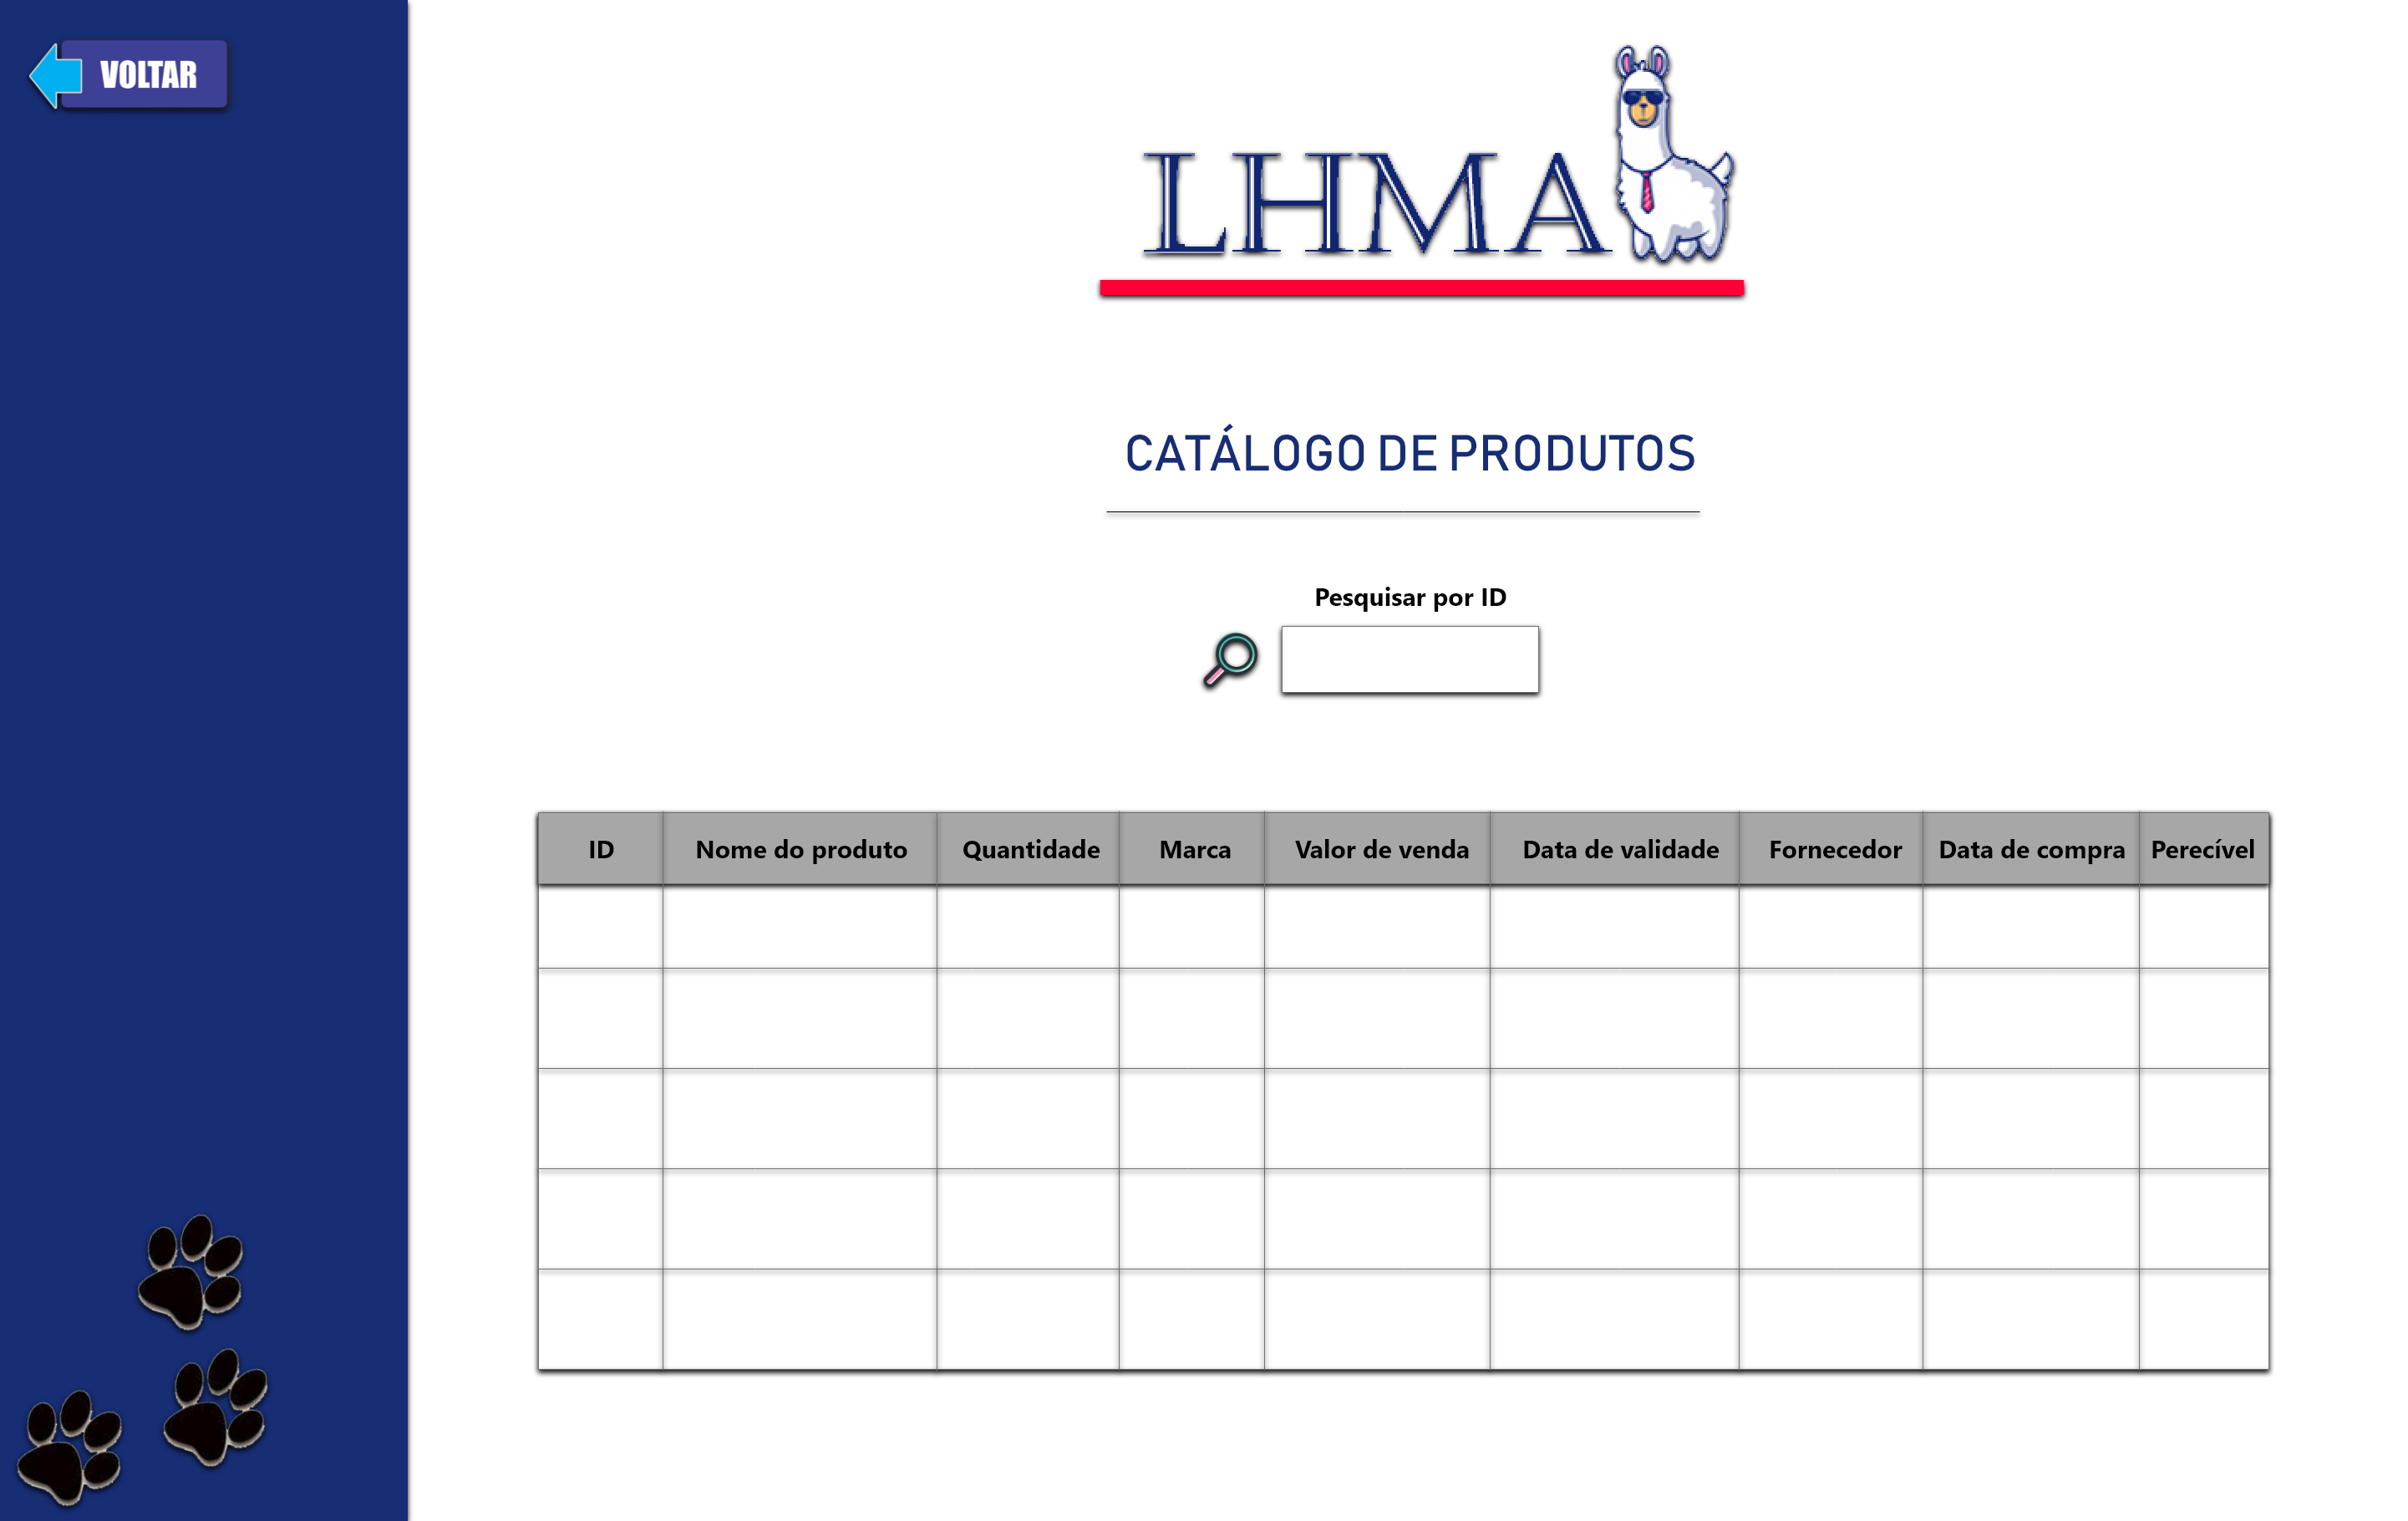 VOLTAR
LHMA
CATÁLOGO DE PRODUTOS
Pesquisar por ID
ID Nome do produto Quantidade Marca Valor de venda Data de validade Fornecedor Data de compra Perecível